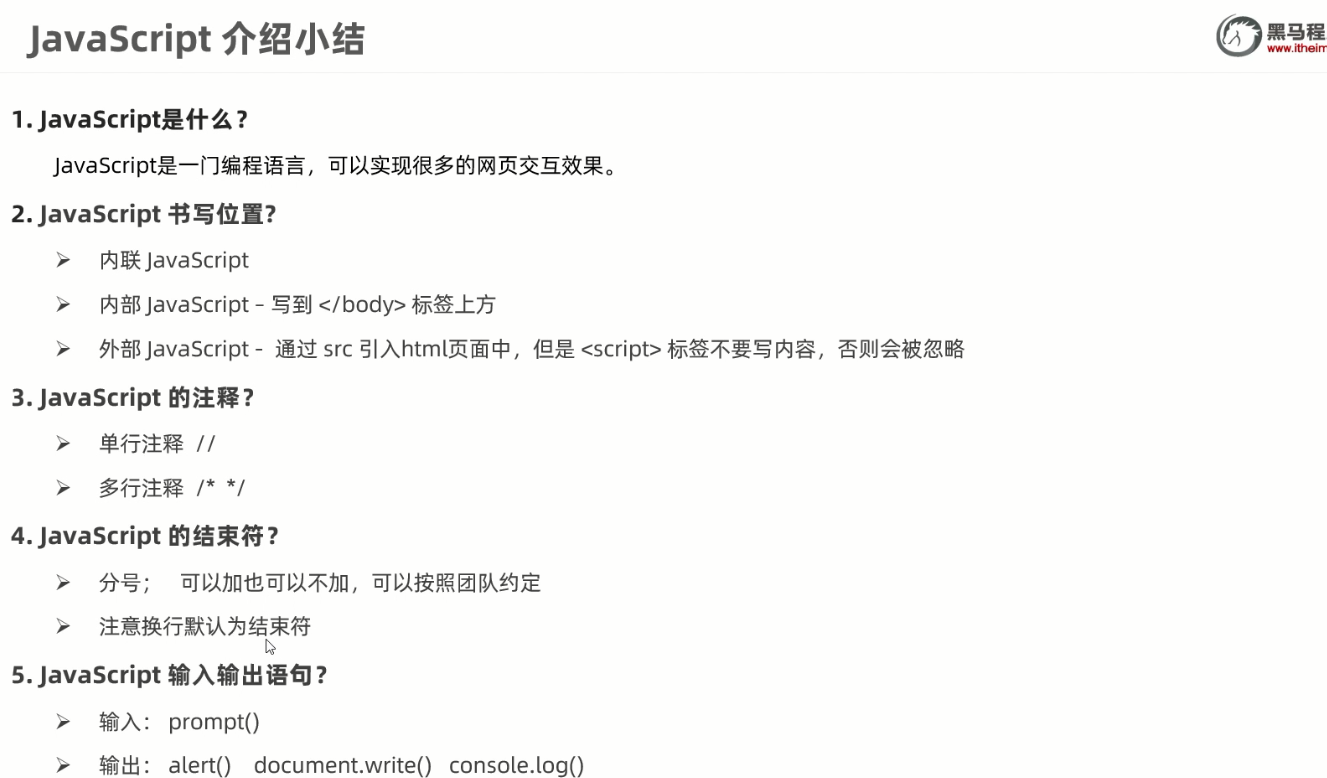 JavaScript 介绍小结
黑马程
www.itheim
1. JavaScript是什么?
JavaScript是一门编程语言，可以实现很多的网页交互效果。
2. JavaScript 书写位置?
➢ 内联 JavaScript
➢ 内部 JavaScript – 写到 </body> 标签上方
➢ 外部 JavaScript - 通过 src 引入html页面中，但是 <script> 标签不要写内容，否则会被忽略
3. JavaScript 的注释?
➢ 单行注释 //
➢ 多行注释 /* */
4. JavaScript 的结束符?
➢ 分号； 可以加也可以不加，可以按照团队约定
➢ 注意换行默认为结束符
5. JavaScript 输入输出语句?
➢ 输入： prompt()
➢ 输出： alert() document.write() console.log()